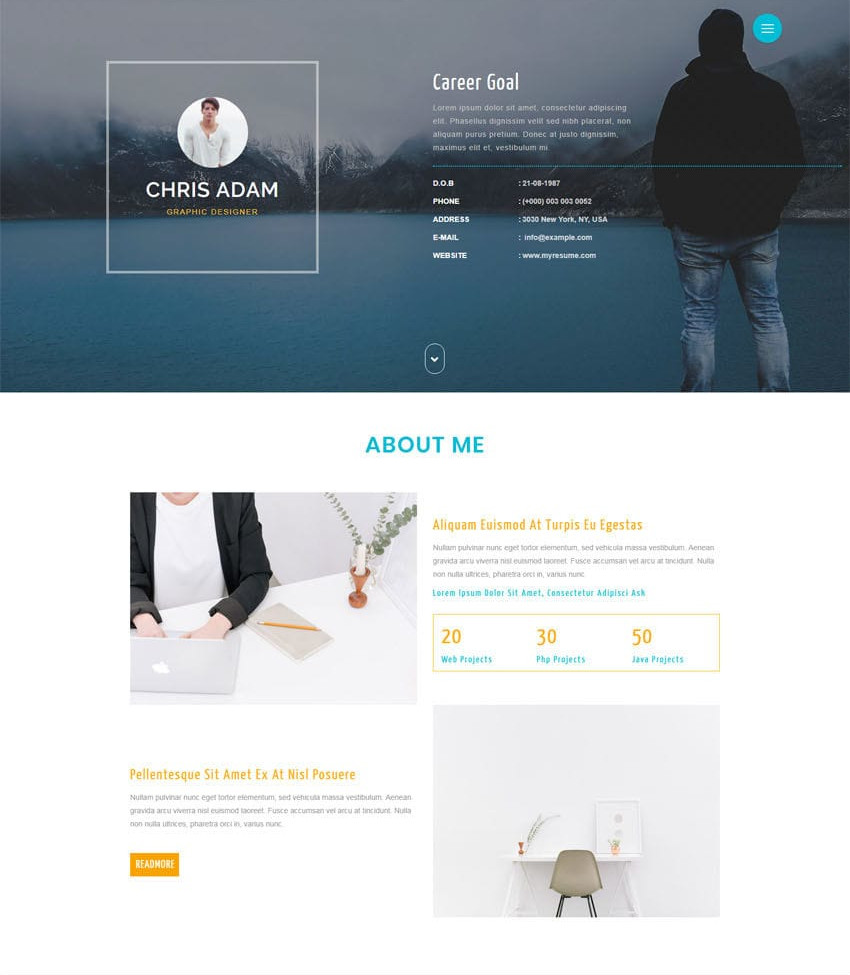 CHRIS ADAM
GRAPHIC DESIGNER
Career Goal
Lorem ipsum dolor sit amet, consectetur adipiscing
elit. Phasellus dignissim velit sed nibh placerat, non
aliquam purus pretium. Donec at justo dignissim,
maximus elit et, vestibulum mi.
D.O.B : 21-08-1987
PHONE : (+000) 003 003 0052
ADDRESS : 3030 New York, NY, USA
E-MAIL : info@example.com
WEBSITE : www.myresume.com
ABOUT ME
Aliquam Euismod At Turpis Eu Egestas
Nullam pulvinar nunc eget tortor elementum, sed vehicula massa vestibulum. Aenean
gravida arcu viverra nisl euismod laoreet. Fusce accumsan vel arcu at tincidunt. Nulla
non nulla ultrices, pharetra orci in, varius nunc.
Lorem Ipsum Dolor Sit Amet, Consectetur Adipisci Ask
20 30 50
Web Projects Php Projects Java Projects
Pellentesque Sit Amet Ex At Nisl Posuere
Nullam pulvinar nunc eget tortor elementum, sed vehicula massa vestibulum. Aenean
gravida arcu viverra nisl euismod laoreet. Fusce accumsan vel arcu at tincidunt. Nulla
non nulla ultrices, pharetra orci in, varius nunc.
READMORE